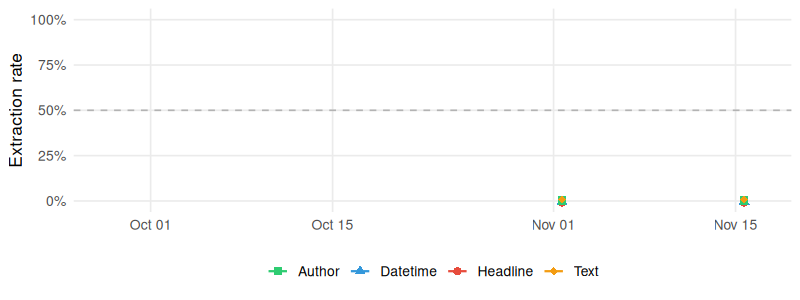 100%
75%
50%
25%
0%
Extraction rate
Oct 01 Oct 15 Nov 01 Nov 15
Author Datetime Headline Text